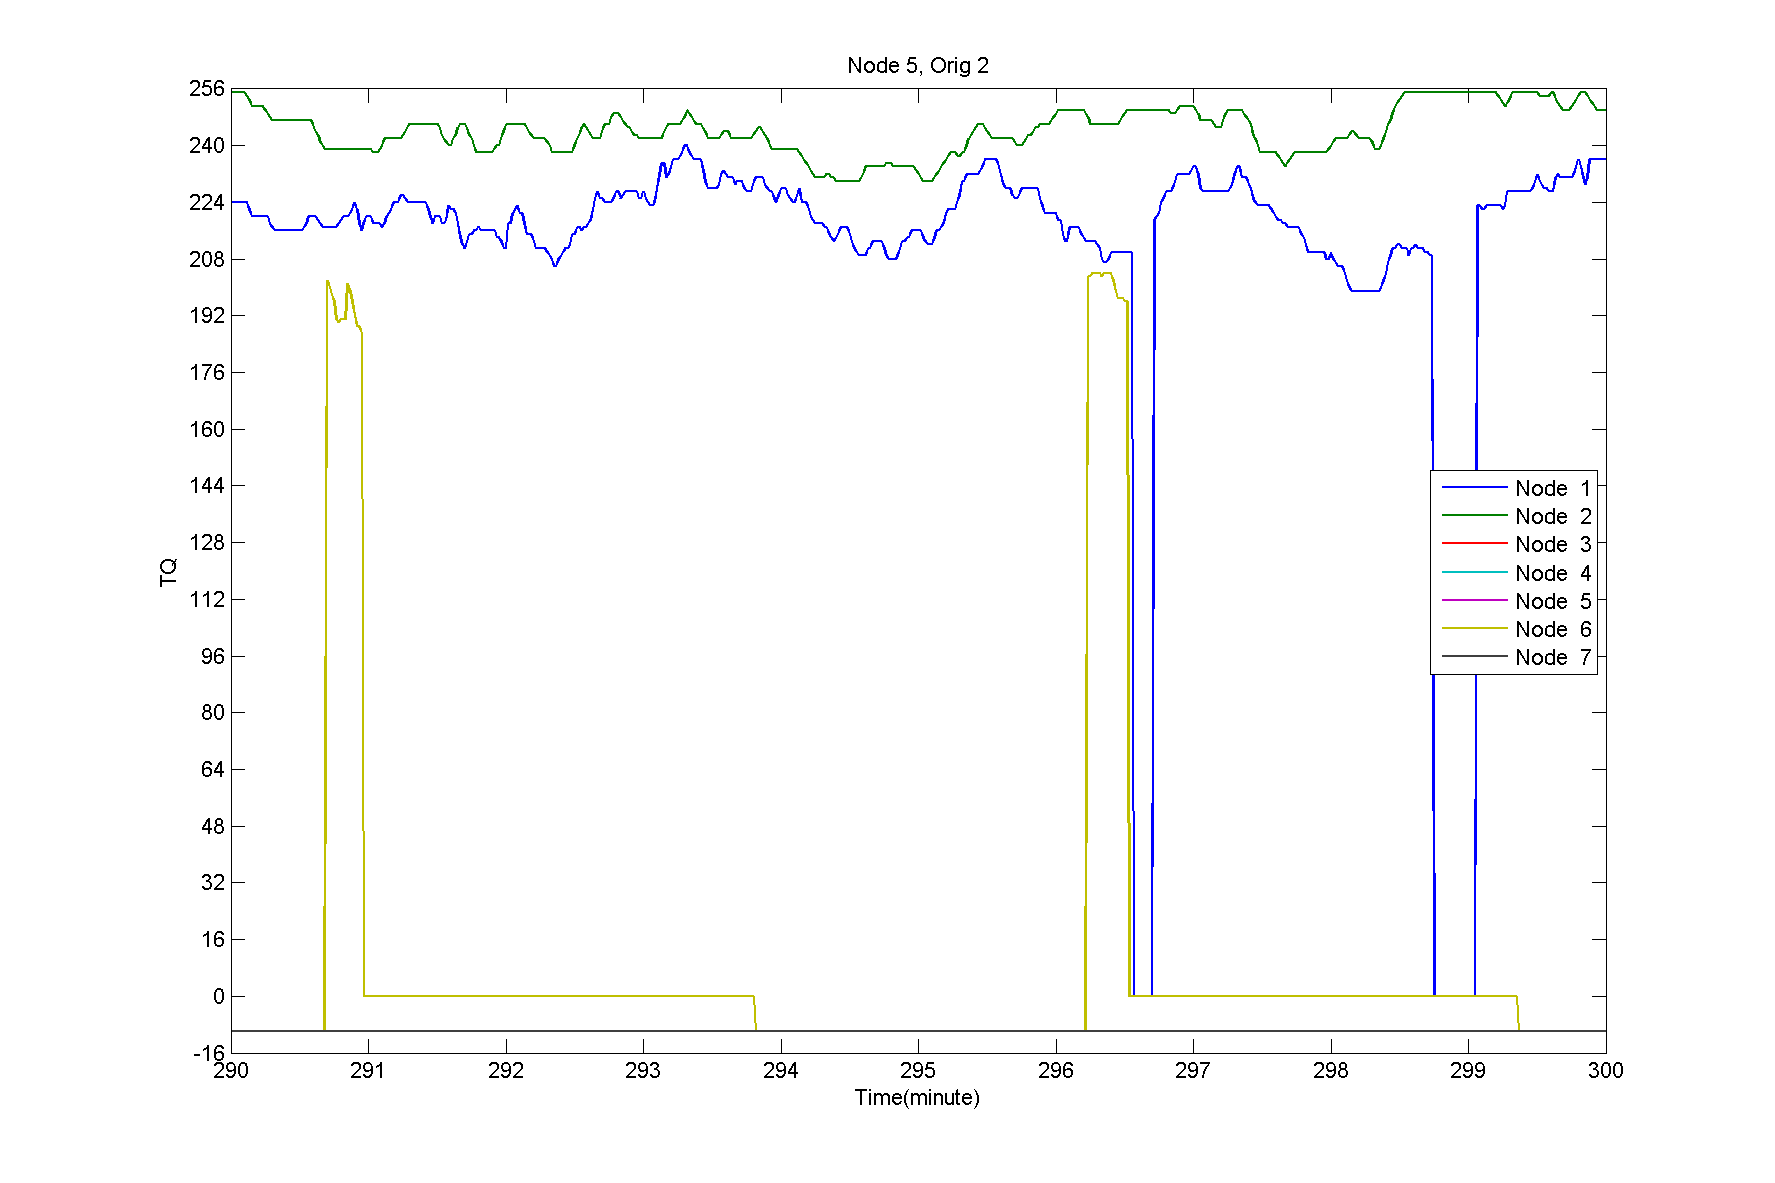 Node 5, Orig 2
256
240
224
208
192
176
160
144
128
112
96
80
64
48
32
16
0
-16
TQ
Node 1
Node 2
Node 3
Node 4
Node 5
Node 6
Node 7
290 291 292 293 294 295 296 297 298 299 300
Time(minute)